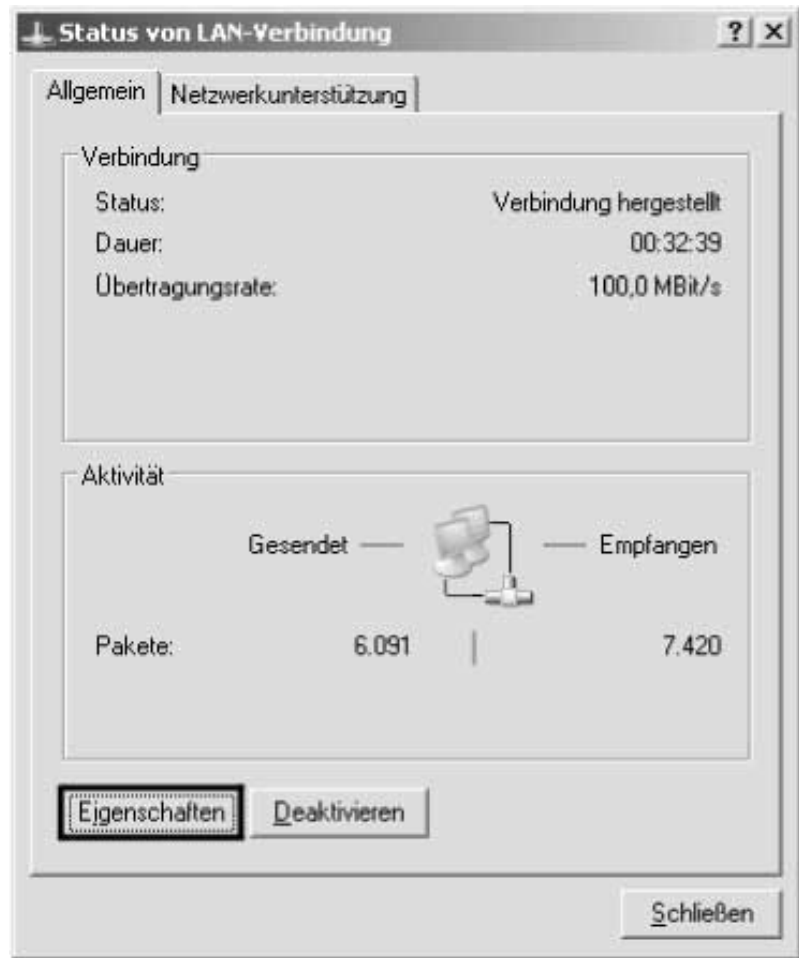 Status von LAN-Verbindung
Allgemein Netzwerkunterstützung
Verbindung
Status: Verbindung hergestellt
Dauer: 00:32:39
Übertragungsrate: 100,0 MBit/s
Aktivität
Gesendet Empfangen
Pakete: 6.091 7.420
Eigenschaften Deaktivieren
Schließen